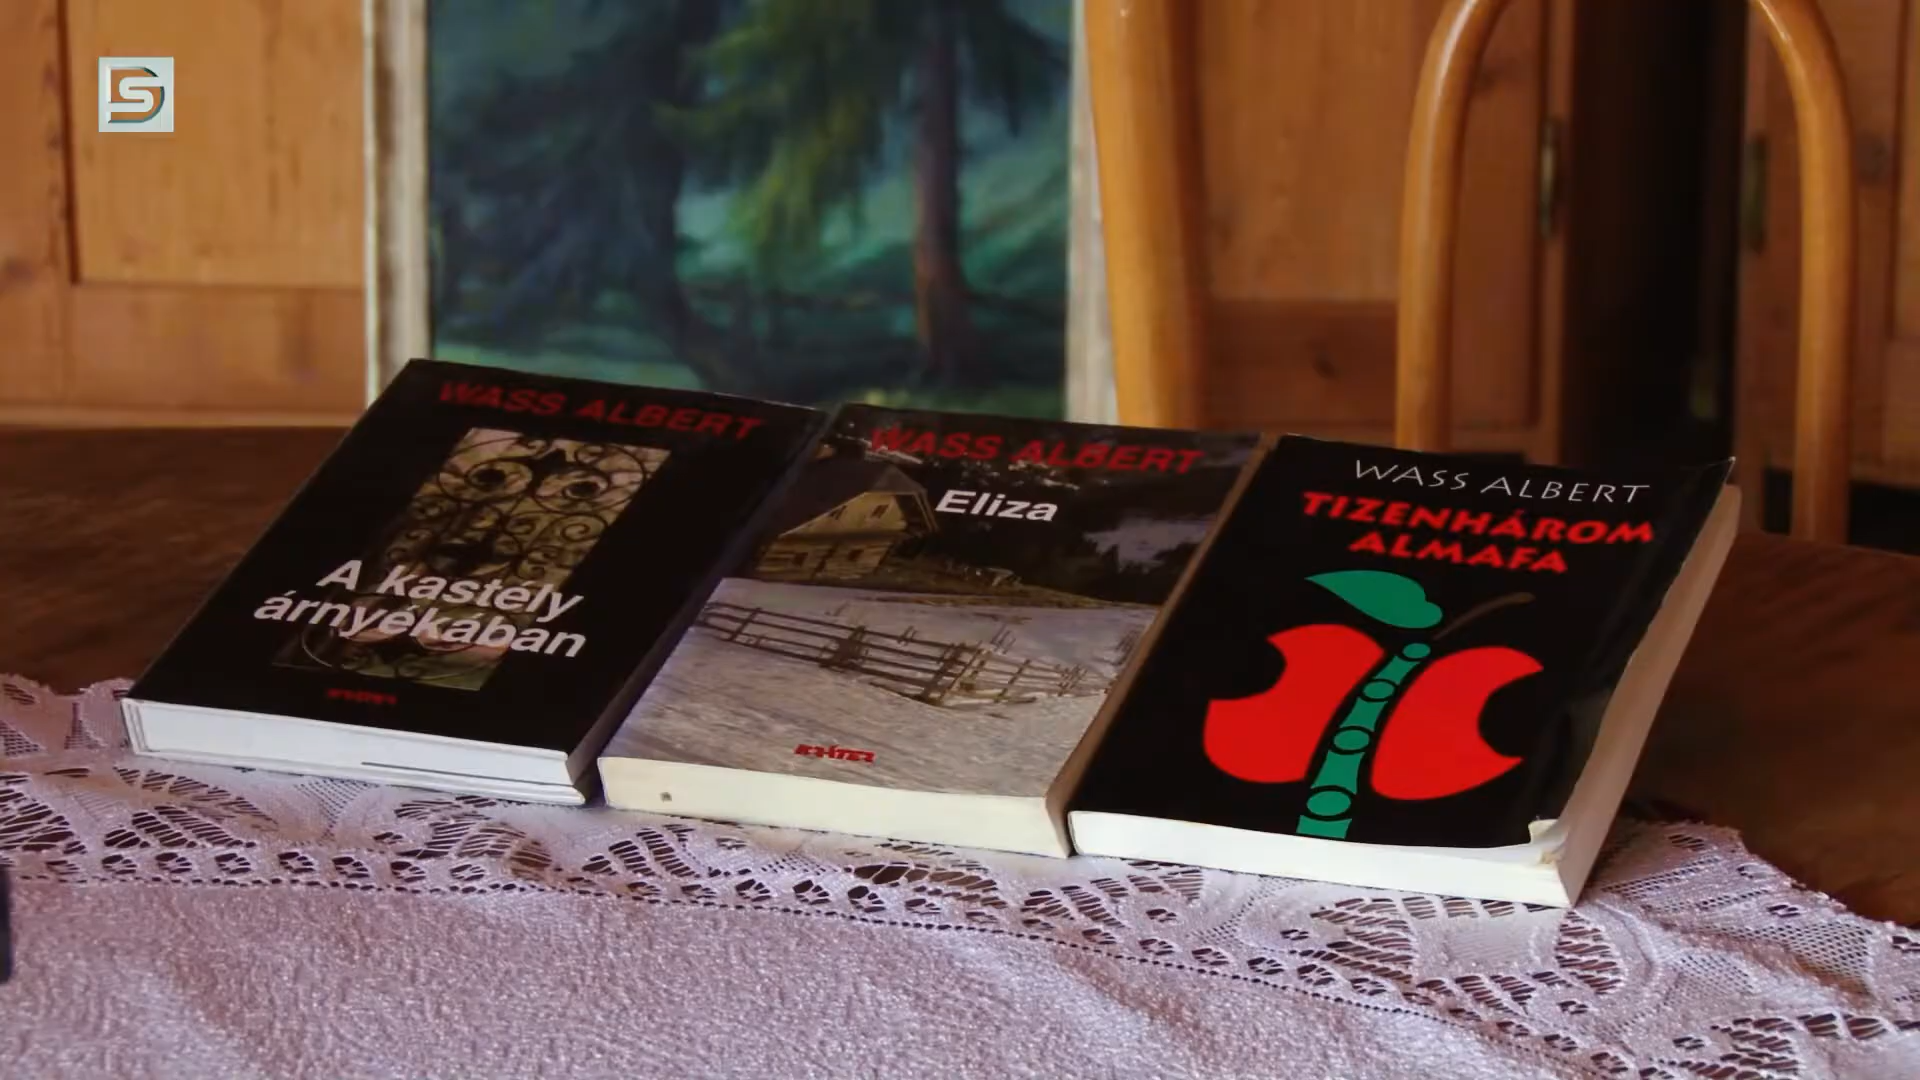 WASS ALBERT
A kastély
árnyékában
WASS ALBERT
Eliza
WASS ALBERT
TIZENHÁROM
ALMAFA